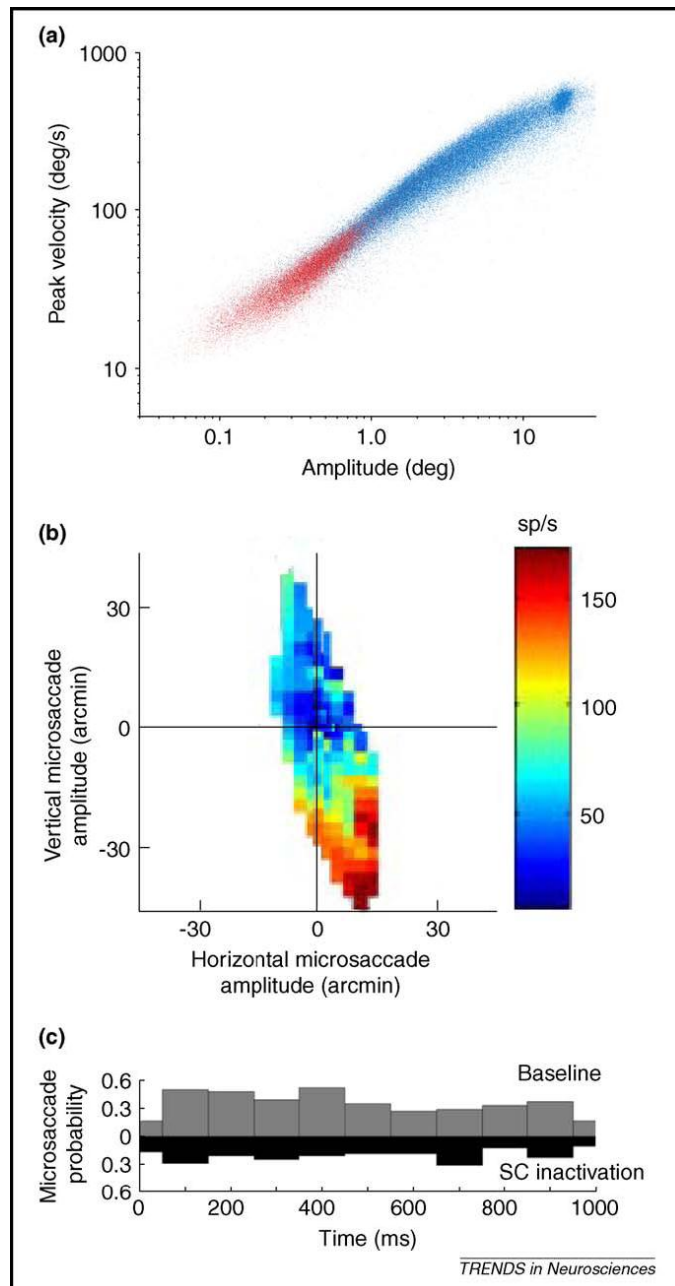 (a)
1000
100
10
Peak velocity (deg/s)
0.1 1.0 10
Amplitude (deg)
(b)
sp/s
30
0
-30
Vertical microsaccade
amplitude (arcmin)
150
100
50
-30 0 30
Horizontal microsaccade
amplitude (arcmin)
(c)
0.6
0.3
0
0.3
0.6
Microsaccade
probability
Baseline
SC inactivation
0 200 400 600 800 1000
Time (ms)
TRENDS in Neurosciences